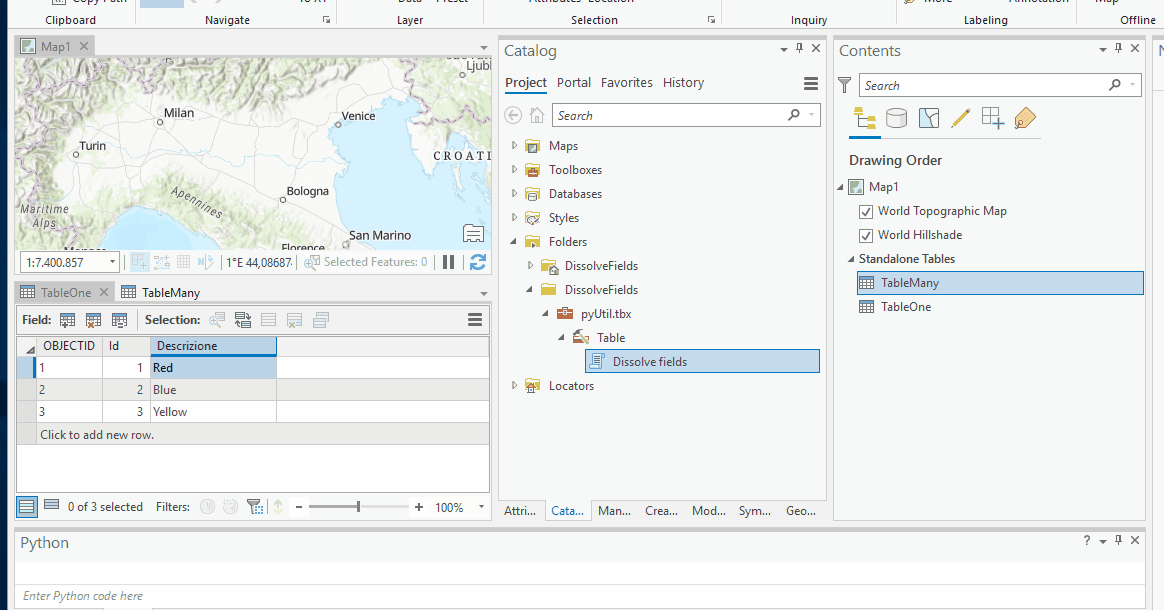 Copy Path
To XY
Data
Preset
Attributes
Location
More
Annotation
Map
Clipboard
Navigate
Layer
Selection
Inquiry
Labeling
Offline
Map1
Milan
Venice
Turin
CROATI
Bologna
Apennines
Maritime
Alps
San Marino
Florence
1:7.400.857
1°E 44,08687
Selected Features: 0
TableOne
TableMany
Field:
Selection:
OBJECTID Id Descrizione
1 1 Red
2 2 Blue
3 3 Yellow
Click to add new row.
0 of 3 selected
Filters:
100%
Catalog
Project Portal Favorites History
Search
Maps
Toolboxes
Databases
Styles
Folders
DissolveFields
DissolveFields
pyUtil.tbx
Table
Dissolve fields
Locators
Attri... Cata... Man... Crea... Mod... Sym... Geo...
Contents
Search
Drawing Order
Map1
World Topographic Map
World Hillshade
Standalone Tables
TableMany
TableOne
Python
?
Enter Python code here